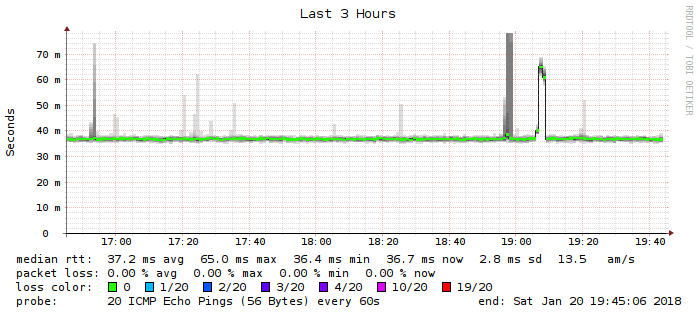 Last 3 Hours
RRDTOOL / TOBI OETIKER
Seconds
70 m
60 m
50 m
40 m
30 m
20 m
10 m
0
17:00 17:20 17:40 18:00 18:20 18:40 19:00 19:20 19:40
median rtt: 37.2 ms avg 65.0 ms max 36.4 ms min 36.7 ms now 2.8 ms sd 13.5 am/s
packet loss: 0.00 % avg 0.00 % max 0.00 % min 0.00 % now
loss color: 0 1/20 2/20 3/20 4/20 10/20 19/20
probe: 20 ICMP Echo Pings (56 Bytes) every 60s end: Sat Jan 20 19:45:06 2018